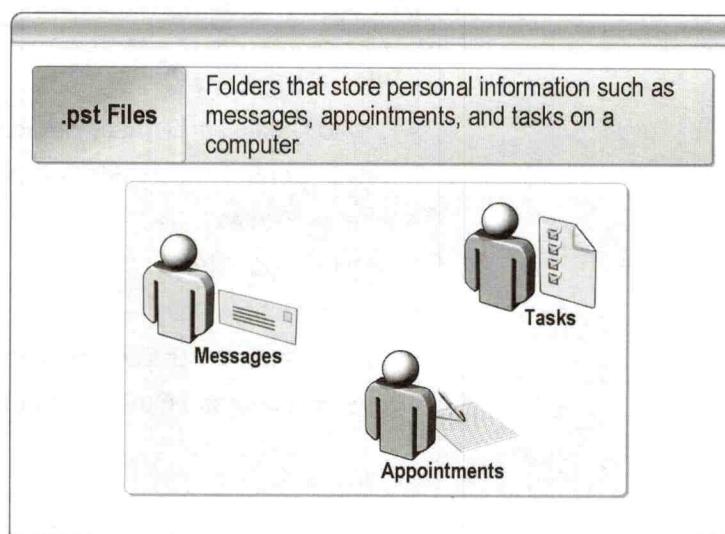 .pst Files
Folders that store personal information such as
messages, appointments, and tasks on a
computer
Messages
Tasks
Appointments